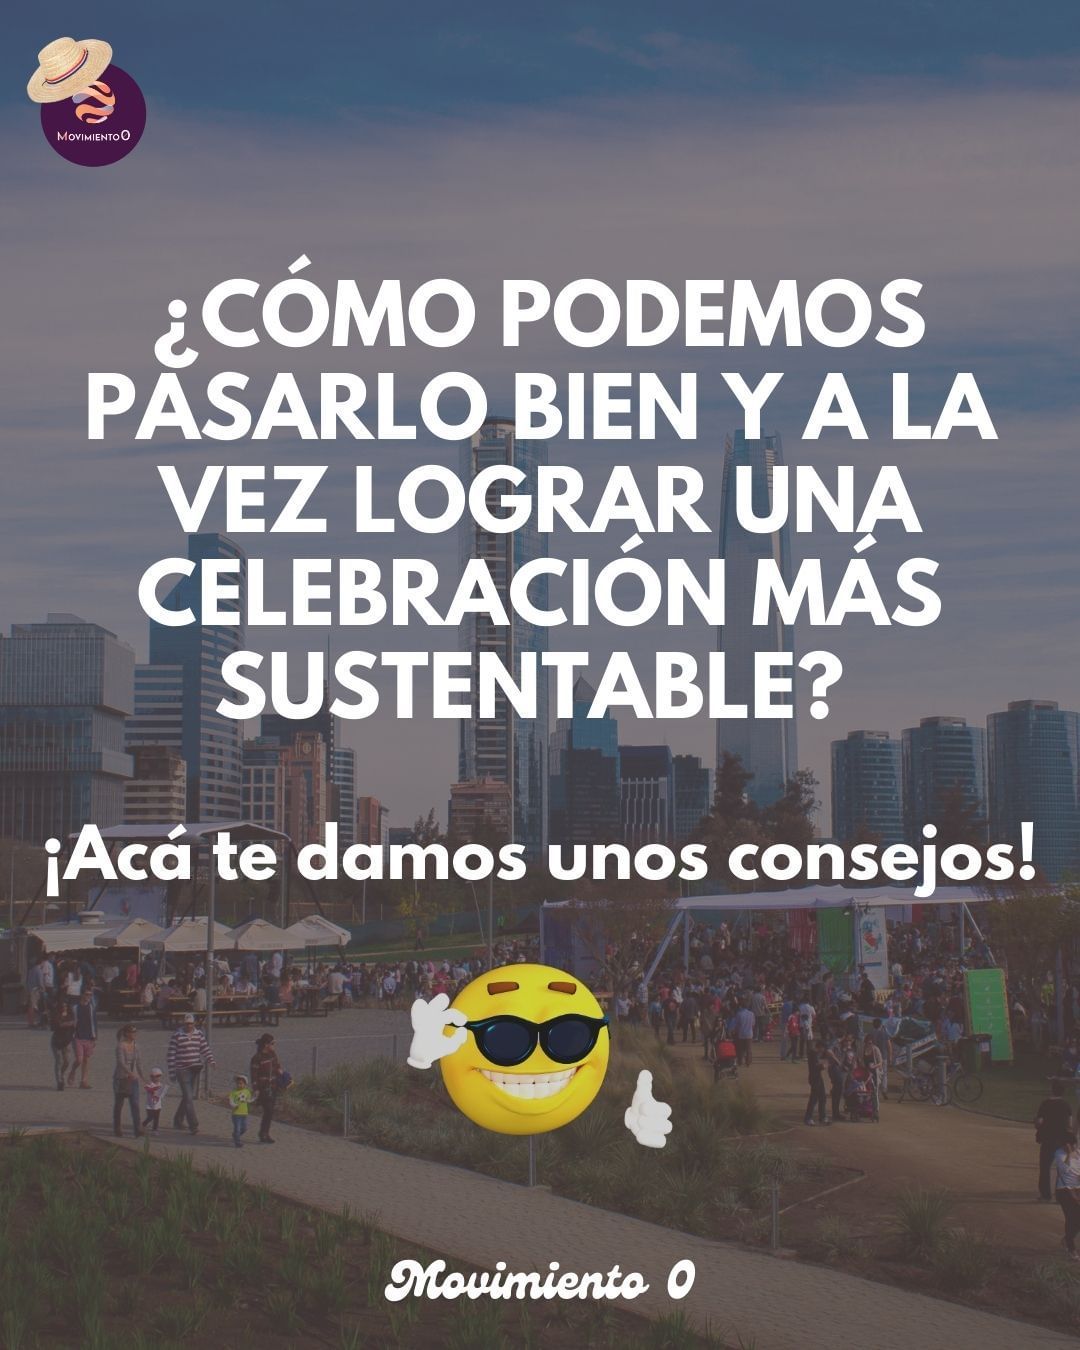 MOVIMIENTO 0
¿CÓMO PODEMOS
PASARLO BIEN Y A LA
VEZ LOGRAR UNA
CELEBRACIÓN MÁS
SUSTENTABLE?
¡Acá te damos unos consejos!
Movimiento 0